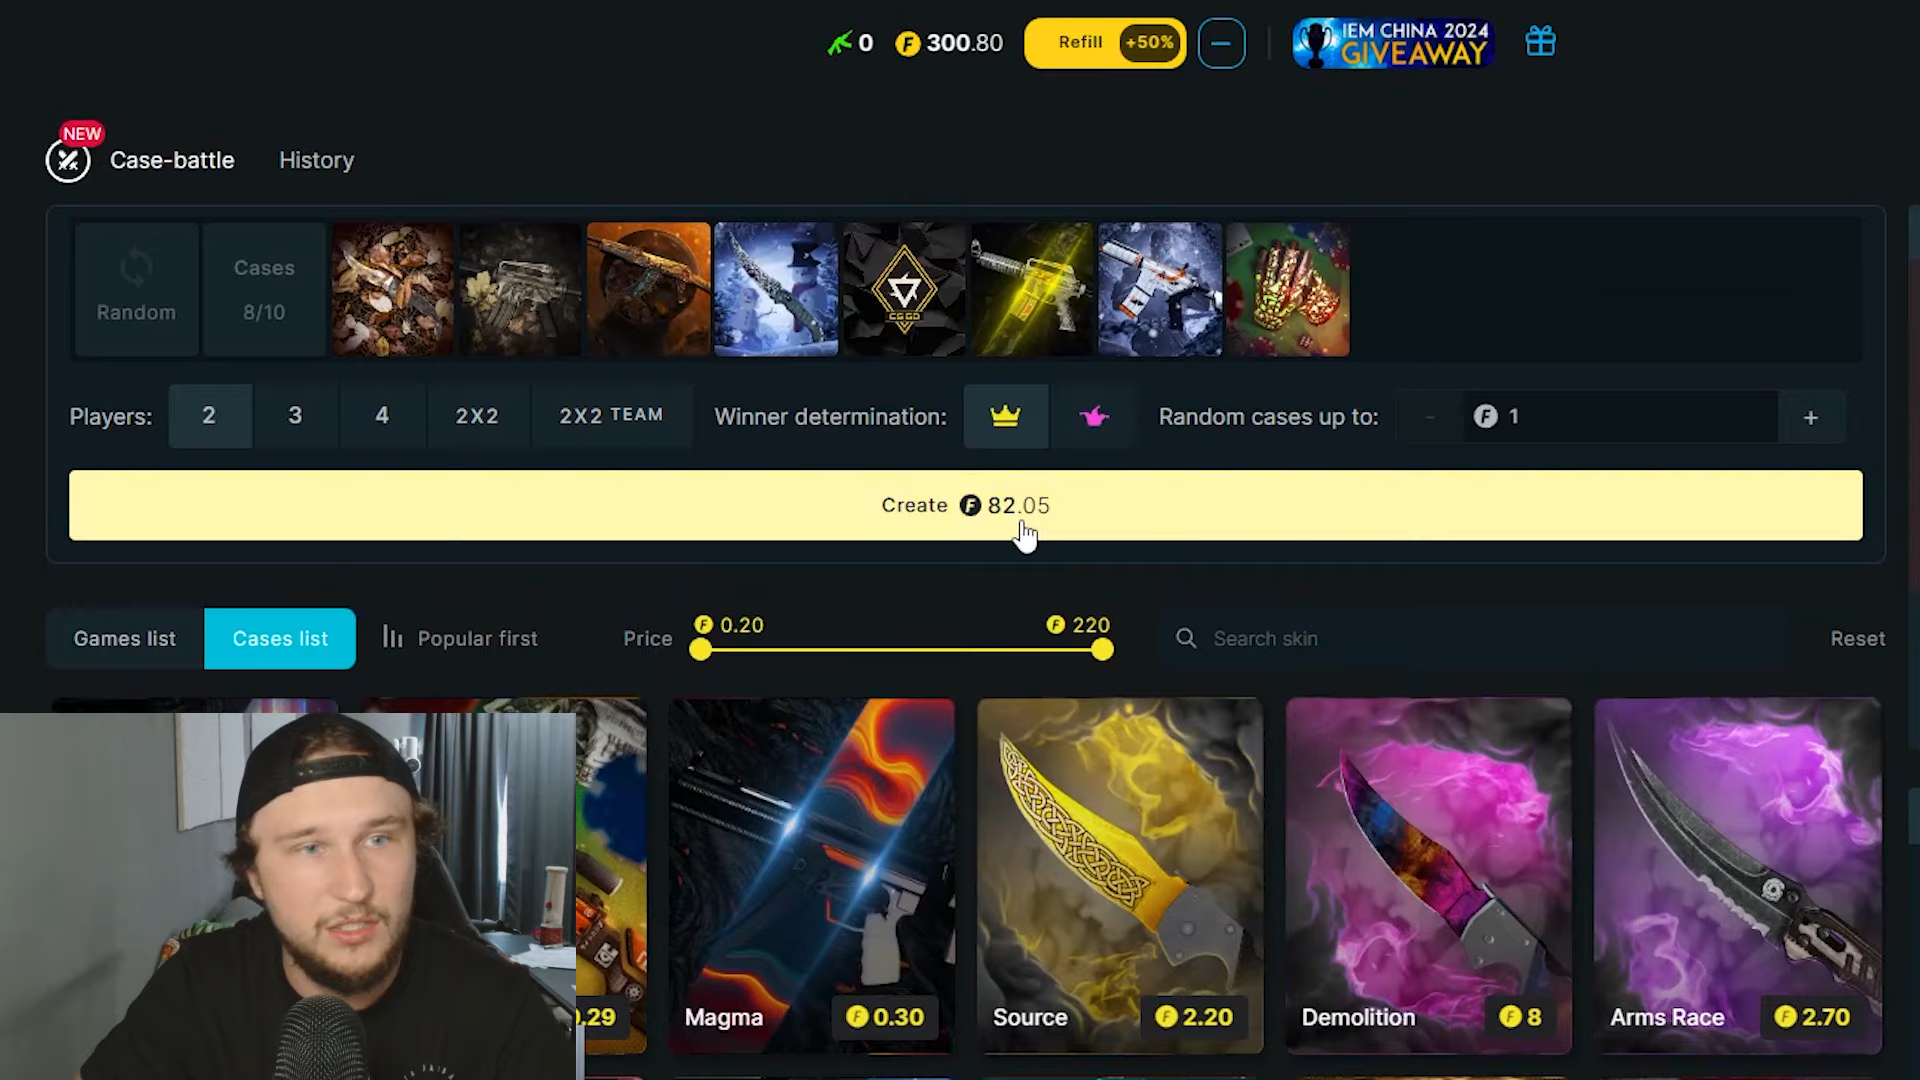 0
300.80
Refill
+50%
IEM CHINA 2024
GIVEAWAY
NEW
Case-battle
History
Random
Cases
8/10
CSGO
Players:
2
3
4
2X2
2X2 TEAM
Winner determination:
Random cases up to:
-
1
+
Create
82.05
Games list
Cases list
Popular first
Price
0.20
220
Search skin
Reset
.29
Magma
0.30
Source
2.20
Demolition
8
Arms Race
2.70